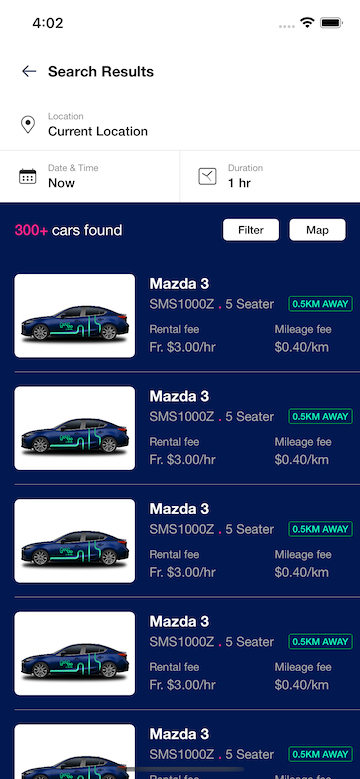 4:02
Search Results
Location
Current Location
Date & Time
Now
Duration
1 hr
300+ cars found
Filter
Map
Mazda 3
SMS1000Z . 5 Seater
0.5KM AWAY
Rental fee
Mileage fee
Fr. $3.00/hr
$0.40/km
Mazda 3
SMS1000Z . 5 Seater
0.5KM AWAY
Rental fee
Mileage fee
Fr. $3.00/hr
$0.40/km
Mazda 3
SMS1000Z . 5 Seater
0.5KM AWAY
Rental fee
Mileage fee
Fr. $3.00/hr
$0.40/km
Mazda 3
SMS1000Z . 5 Seater
0.5KM AWAY
Rental fee
Mileage fee
Fr. $3.00/hr
$0.40/km
Mazda 3
SMS1000Z . 5 Seater
0.5KM AWAY